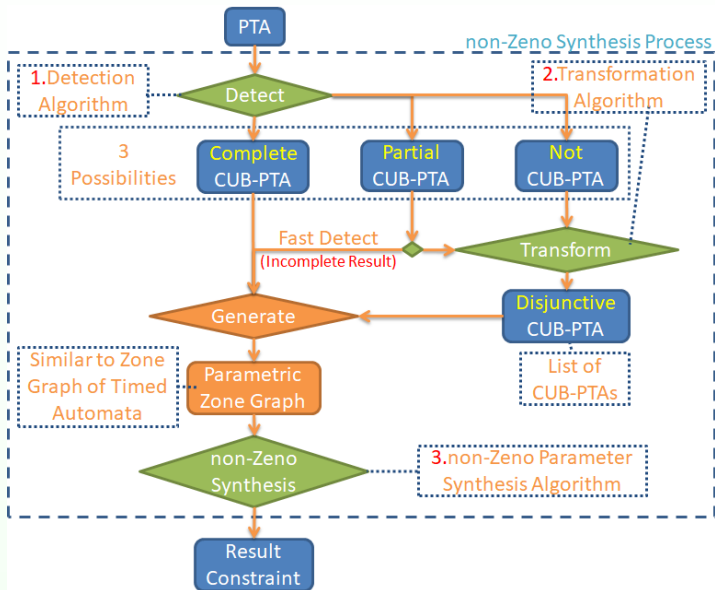 PTA
non-Zeno Synthesis Process
1.Detection
Algorithm
Detect
2.Transformation
Algorithm
3
Possibilities
Complete
CUB-PTA
Partial
CUB-PTA
Not
CUB-PTA
Fast Detect
(Incomplete Result)
Transform
Generate
Disjunctive
CUB-PTA
Similar to Zone
Graph of Timed
Automata
Parametric
Zone Graph
List of
CUB-PTAs
non-Zeno
Synthesis
3.non-Zeno Parameter
Synthesis Algorithm
Result
Constraint